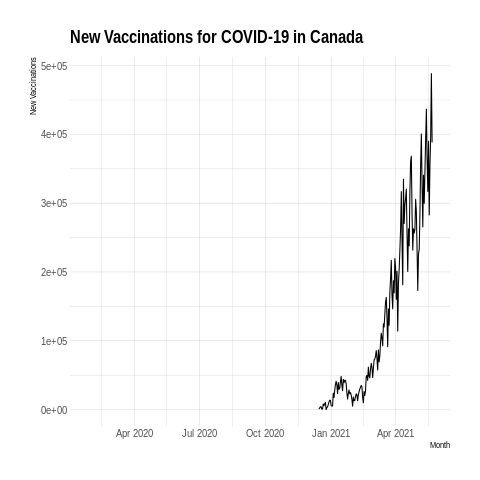 New Vaccinations for COVID-19 in Canada
New Vaccinations
5e+05
4e+05
3e+05
2e+05
1e+05
0e+00
Apr 2020 Jul 2020 Oct 2020 Jan 2021 Apr 2021
Month